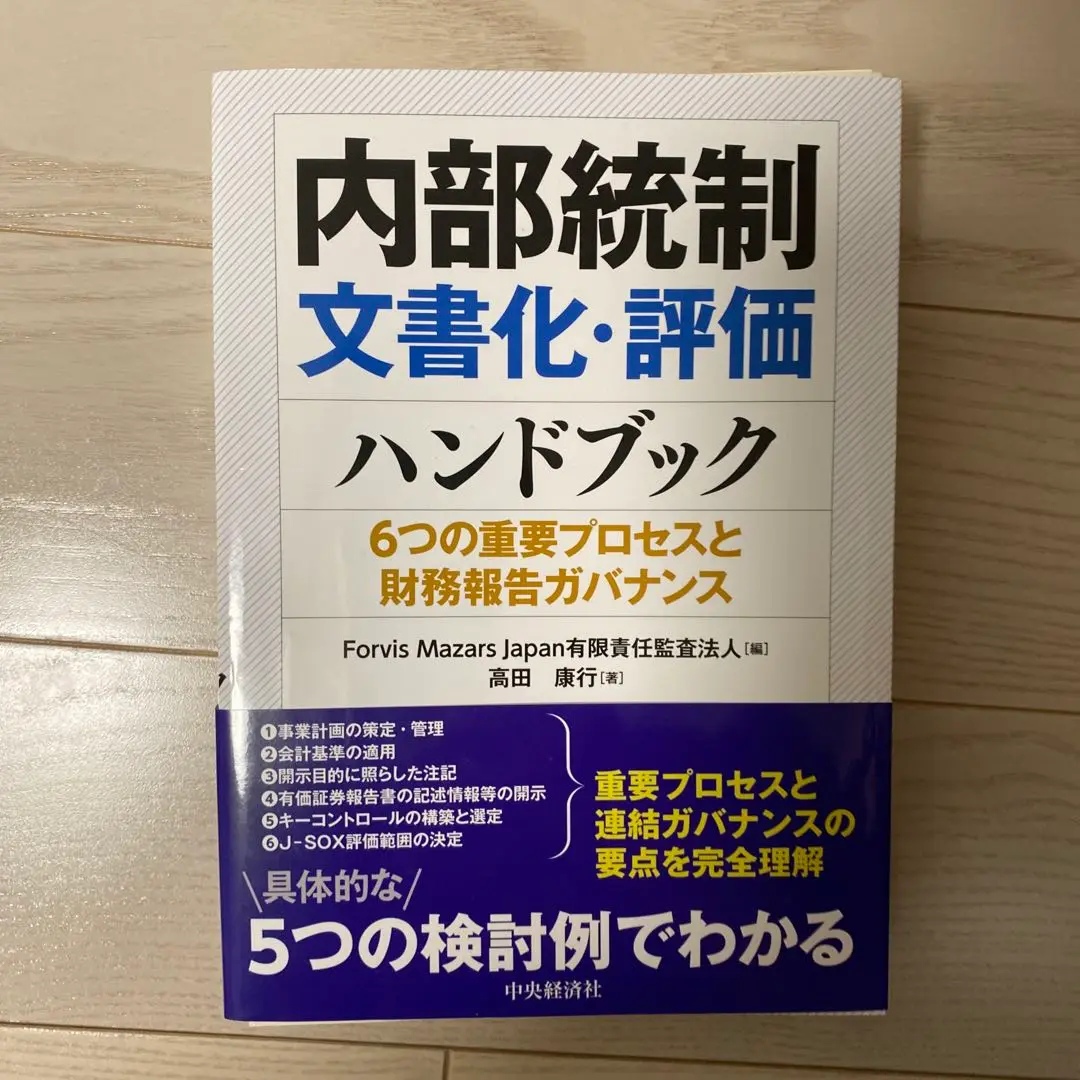 内部統制
文書化・評価
ハンドブック
6つの重要プロセスと
財務報告ガバナンス
Forvis Mazars Japan有限責任監査法人[編]
高田 康行[著]
❶事業計画の策定・管理
❷会計基準の適用
❸開示目的に照らした注記
❹有価証券報告書の記述情報等の開示
❺キーコントロールの構築と選定
❻J-SOX評価範囲の決定
重要プロセスと
連結ガバナンスの
要点を完全理解
\具体的な/
5つの検討例でわかる
中央経済社